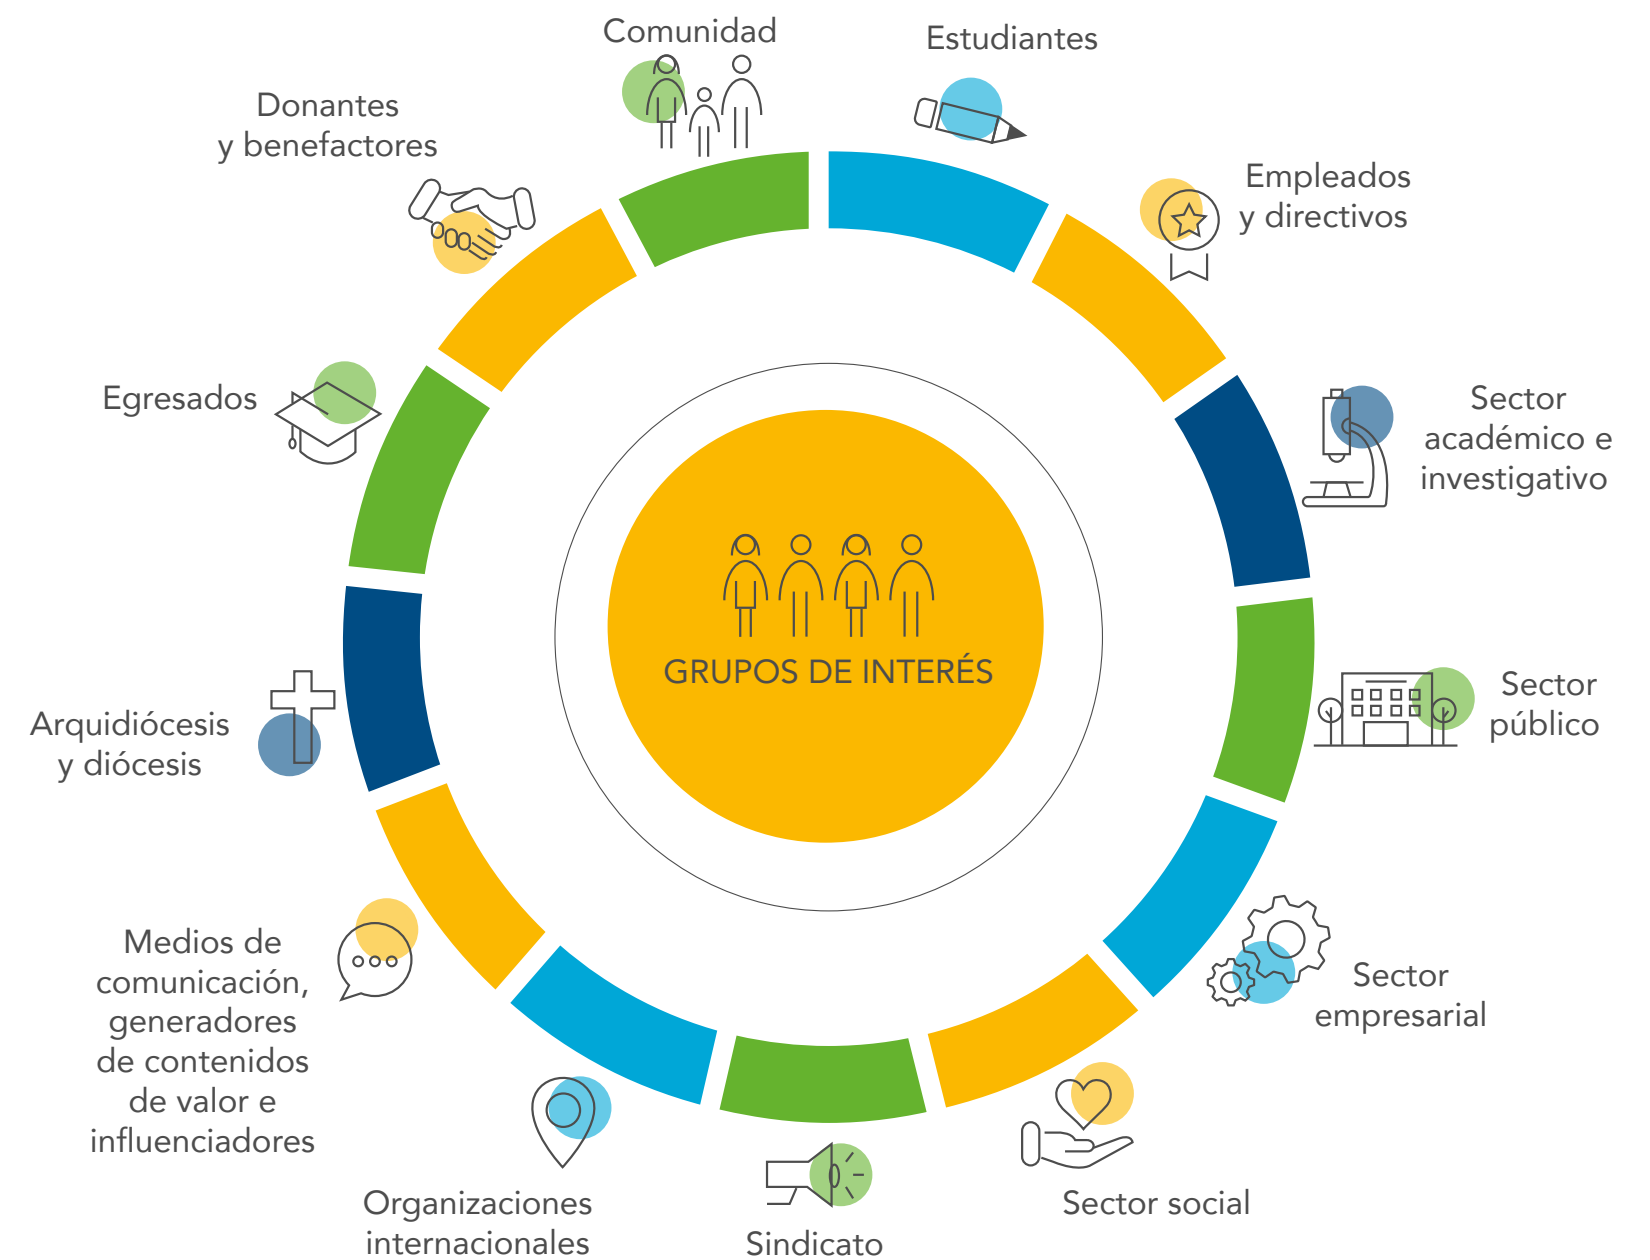 Comunidad
Estudiantes
Empleados
y directivos
Sector
académico e
investigativo
Sector
público
Sector
empresarial
Sector social
Sindicato
Organizaciones
internacionales
Medios de
comunicación,
generadores
de contenidos
de valor e
influenciadores
Arquidiócesis
y diócesis
Egresados
Donantes
y benefactores
GRUPOS DE INTERÉS